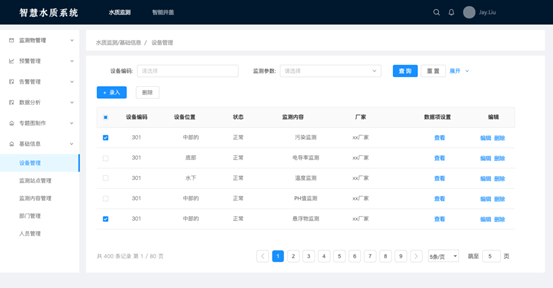 智慧水质系统 水质监测 智能纤维 Jay.Liu
监测物管理
预警管理
告警管理
数据分析
专题图制作
基础信息
设备管理
监测站点管理
监测内容管理
部门管理
人员管理
水质监测/基础信息 / 设备管理
设备编码: 请选择 监测参数: 请选择 查 询 重 置 展开
+ 录入 删除
设备编码 设备位置 状态 监测内容 厂家 数据项设置 编辑
301 中部的 正常 污染监测 xx厂家 查看 编辑 删除
301 底部 正常 电导率监测 xx厂家 查看 编辑 删除
301 水下 正常 温度监测 xx厂家 查看 编辑 删除
301 中部的 正常 PH值监测 xx厂家 查看 编辑 删除
301 中部的 正常 悬浮物监测 xx厂家 查看 编辑 删除
共 400 条记录 第 1 / 80 页 1 2 3 4 5 6 7 8 9 5条/页 跳至 5 页